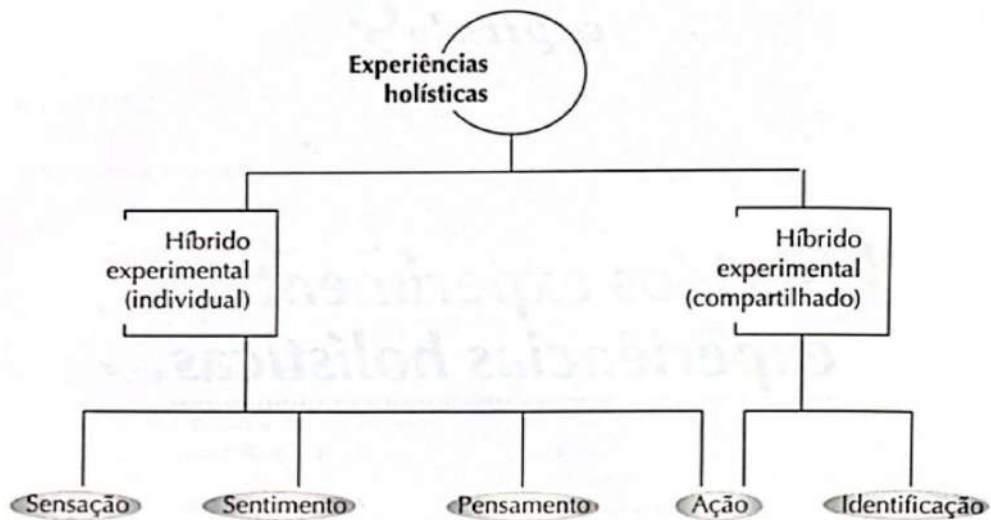 Experiências
holísticas
Híbrido
experimental
(individual)
Híbrido
experimental
(compartilhado)
Sensação
Sentimento
Pensamento
Ação
Identificação